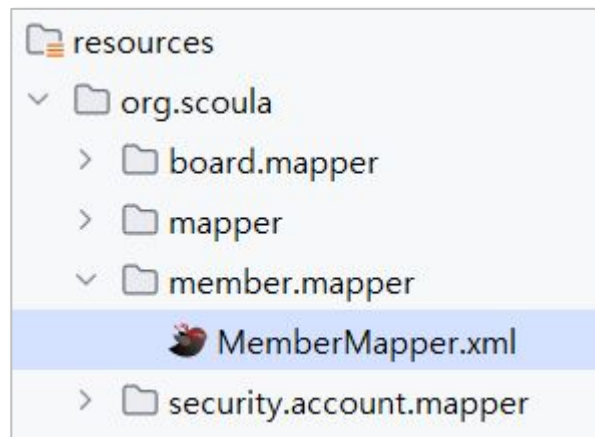 resources
org.scoula
board.mapper
mapper
member.mapper
MemberMapper.xml
security.account.mapper